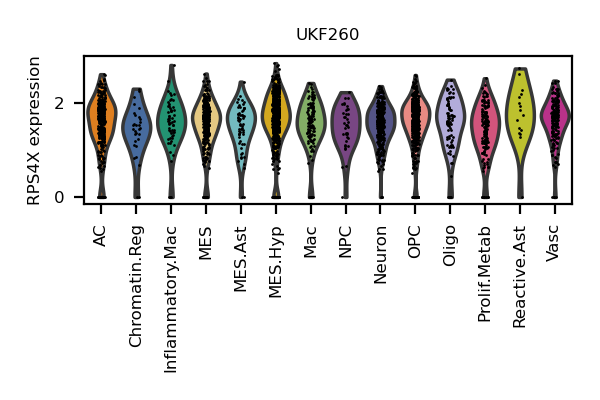 UKF260
RPS4X expression
2
0
AC
Chromatin.Reg
Inflammatory.Mac
MES
MES.Ast
MES.Hyp
Mac
NPC
Neuron
OPC
Oligo
Prolif.Metab
Reactive.Ast
Vasc